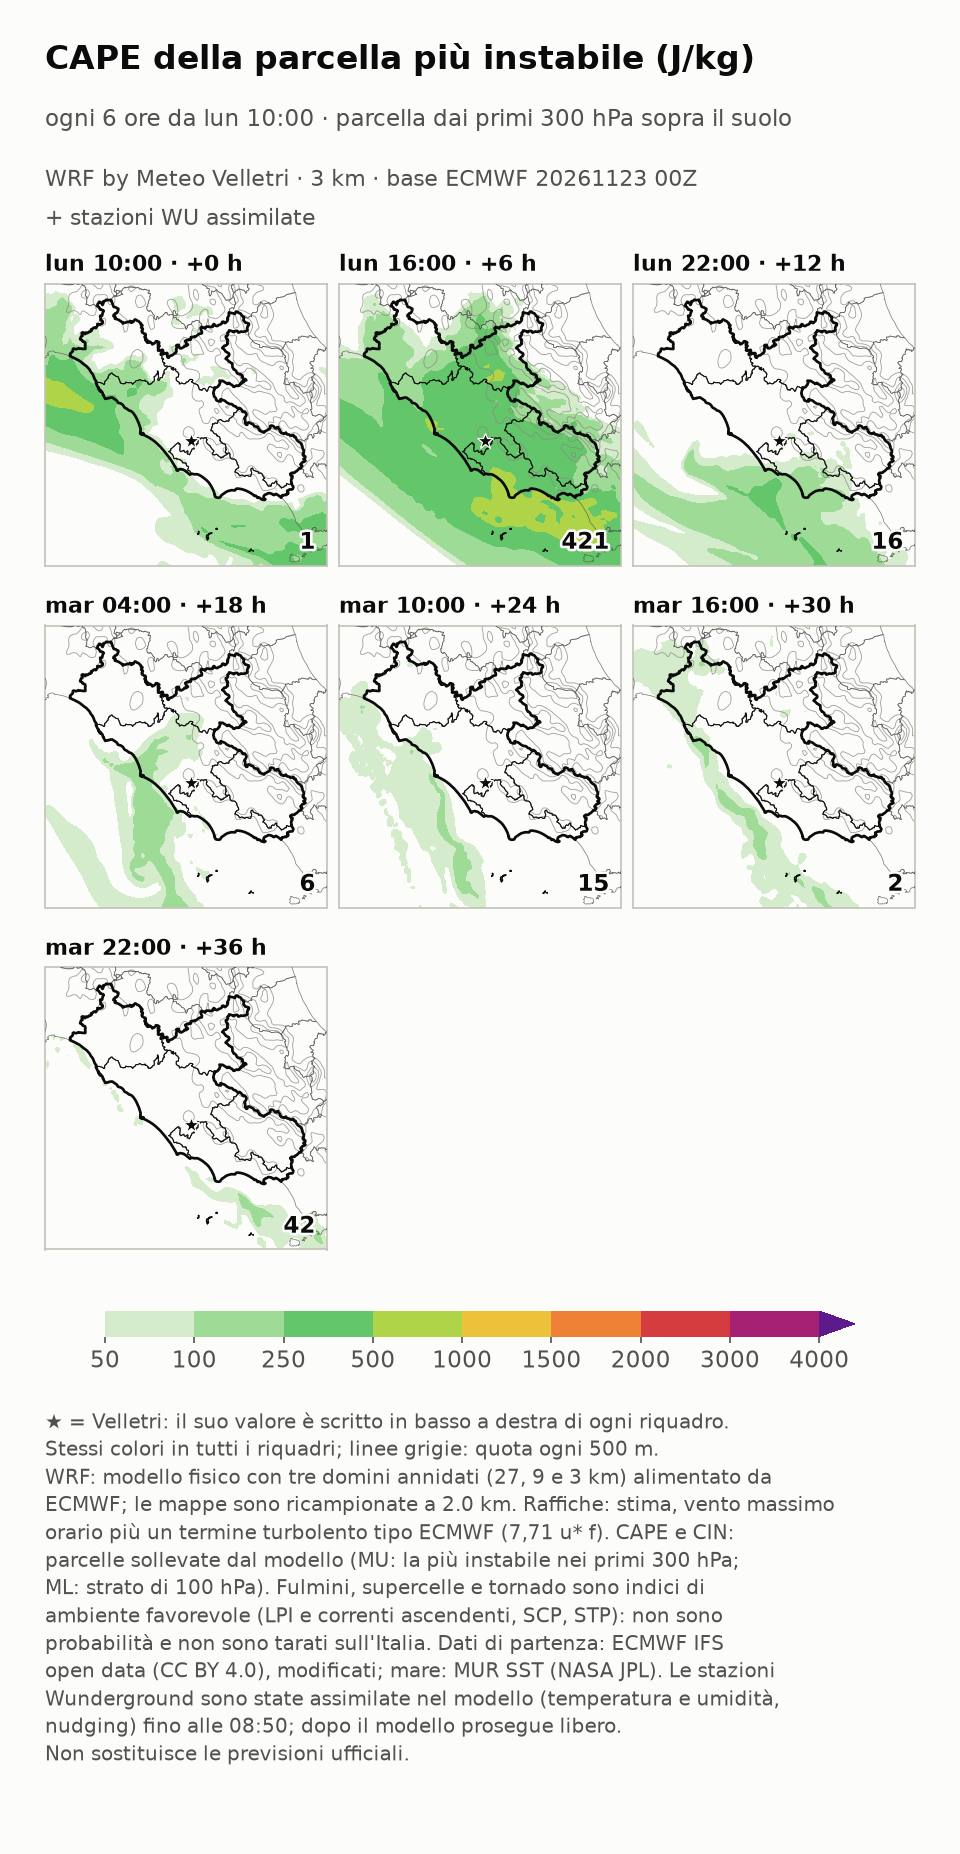 CAPE della parcella più instabile (J/kg)
ogni 6 ore da lun 10:00 · parcella dai primi 300 hPa sopra il suolo
WRF by Meteo Velletri · 3 km · base ECMWF 20261123 00Z
+ stazioni WU assimilate
lun 10:00 · +0 h
lun 16:00 · +6 h
lun 22:00 · +12 h
1
421
16
mar 04:00 · +18 h
mar 10:00 · +24 h
mar 16:00 · +30 h
6
15
2
mar 22:00 · +36 h
42
50 100 250 500 1000 1500 2000 3000 4000
★ = Velletri: il suo valore è scritto in basso a destra di ogni riquadro.
Stessi colori in tutti i riquadri; linee grigie: quota ogni 500 m.
WRF: modello fisico con tre domini annidati (27, 9 e 3 km) alimentato da
ECMWF; le mappe sono ricampionate a 2.0 km. Raffiche: stima, vento massimo
orario più un termine turbolento tipo ECMWF (7,71 u* f). CAPE e CIN:
parcelle sollevate dal modello (MU: la più instabile nei primi 300 hPa;
ML: strato di 100 hPa). Fulmini, supercelle e tornado sono indici di
ambiente favorevole (LPI e correnti ascendenti, SCP, STP): non sono
probabilità e non sono tarati sull'Italia. Dati di partenza: ECMWF IFS
open data (CC BY 4.0), modificati; mare: MUR SST (NASA JPL). Le stazioni
Wunderground sono state assimilate nel modello (temperatura e umidità,
nudging) fino alle 08:50; dopo il modello prosegue libero.
Non sostituisce le previsioni ufficiali.